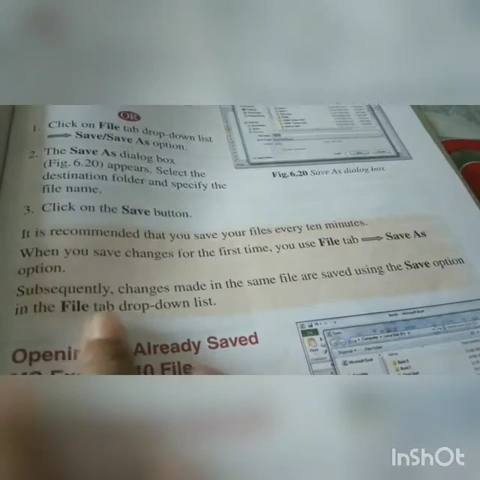 OR
1. Click on File tab drop-down list
⟹ Save/Save As option.
2. The Save As dialog box
(Fig.6.20) appears. Select the
destination folder and specify the
file name.
Fig.6.20 Save As dialog box
3. Click on the Save button.
It is recommended that you save your files every ten minutes.
When you save changes for the first time, you use File tab ⟹ Save As
option.
Subsequently, changes made in the same file are saved using the Save option
in the File tab drop-down list.
Already Saved
File
InShOt